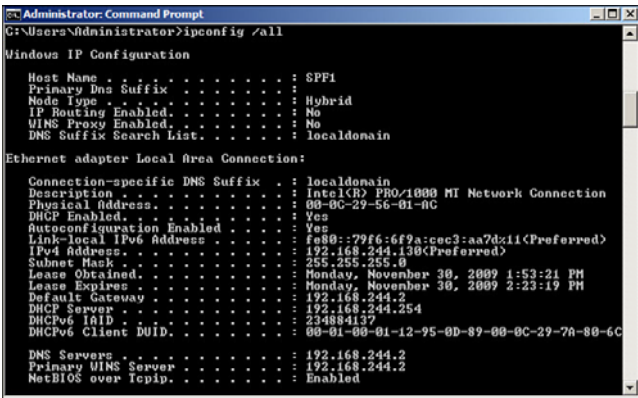 Administrator: Command Prompt
C:\Users\Administrator>ipconfig /all
Windows IP Configuration
Host Name . . . . . . . . . . . . : SPF1
Primary Dns Suffix . . . . . . . :
Node Type . . . . . . . . . . . . : Hybrid
IP Routing Enabled. . . . . . . . : No
WINS Proxy Enabled. . . . . . . . : No
DNS Suffix Search List. . . . . . : localdomain
Ethernet adapter Local Area Connection:
Connection-specific DNS Suffix . : localdomain
Description . . . . . . . . . . . : Intel(R) PRO/1000 MT Network Connection
Physical Address. . . . . . . . . : 00-0C-29-56-01-AC
DHCP Enabled. . . . . . . . . . . : Yes
Autoconfiguration Enabled . . . . : Yes
Link-local IPv6 Address . . . . . : fe80::79f6:6f9a:cec3:aa7d%11(Preferred)
IPv4 Address. . . . . . . . . . . : 192.168.244.130(Preferred)
Subnet Mask . . . . . . . . . . . : 255.255.255.0
Lease Obtained. . . . . . . . . . : Monday, November 30, 2009 1:53:21 PM
Lease Expires . . . . . . . . . . : Monday, November 30, 2009 2:23:19 PM
Default Gateway . . . . . . . . . : 192.168.244.2
DHCP Server . . . . . . . . . . . : 192.168.244.254
DHCPv6 IAID . . . . . . . . . . . : 234884137
DHCPv6 Client DUID. . . . . . . . : 00-01-00-01-12-95-0D-89-00-0C-29-7A-80-6C
DNS Servers . . . . . . . . . . . : 192.168.244.2
Primary WINS Server . . . . . . . : 192.168.244.2
NetBIOS over Tcpip. . . . . . . . : Enabled